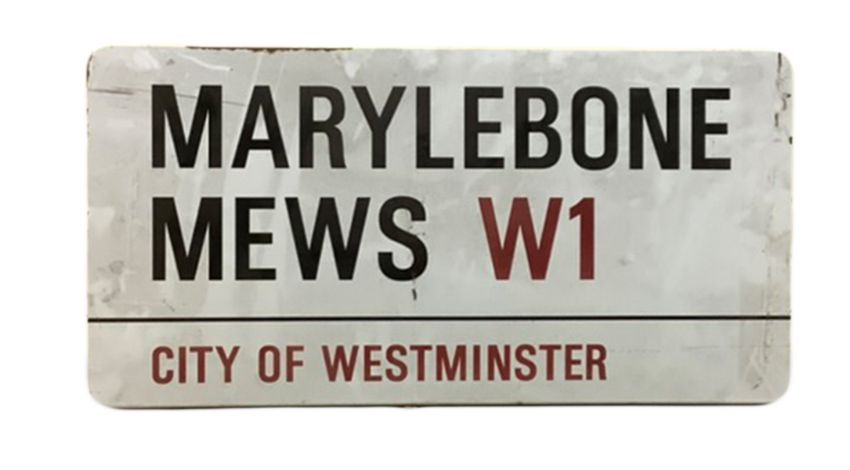 MARYLEBONE
MEWS W1
CITY OF WESTMINSTER